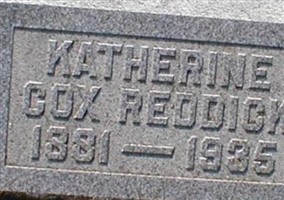 KATHERINE
COX REDDICK
1881 — 1935